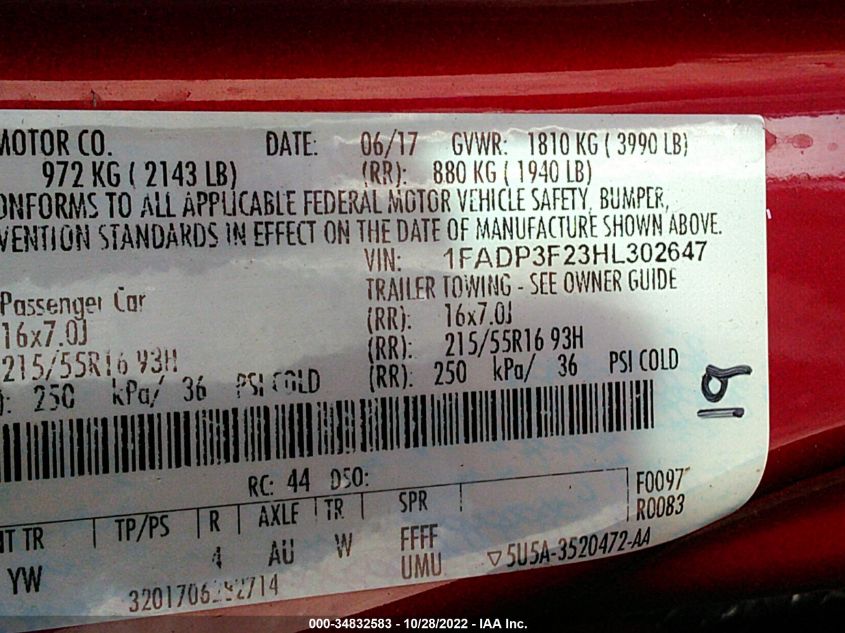 MOTOR CO. DATE: 06/17 GVWR: 1810 KG ( 3990 LB)
972 KG ( 2143 LB) (RR): 880 KG ( 1940 LB)
ONFORMS TO ALL APPLICABLE FEDERAL MOTOR VEHICLE SAFETY, BUMPER,
VENTION STANDARDS IN EFFECT ON THE DATE OF MANUFACTURE SHOWN ABOVE.
VIN: 1FADP3F23HL302647
Passenger Car TRAILER TOWING - SEE OWNER GUIDE
16x7.0J (RR): 16x7.0J
215/55R16 93H (RR): 215/55R16 93H
): 250 kPa/ 36 PSI COLD (RR): 250 kPa/ 36 PSI COLD
19
RC: 44 DSO:
NT TR TP/PS R AXLE TR SPR F0097
R0083
YW 4 AU W FFFF
UMU
▽5U5A-3520472-AA
000-34832583 - 10/28/2022 - IAA Inc.